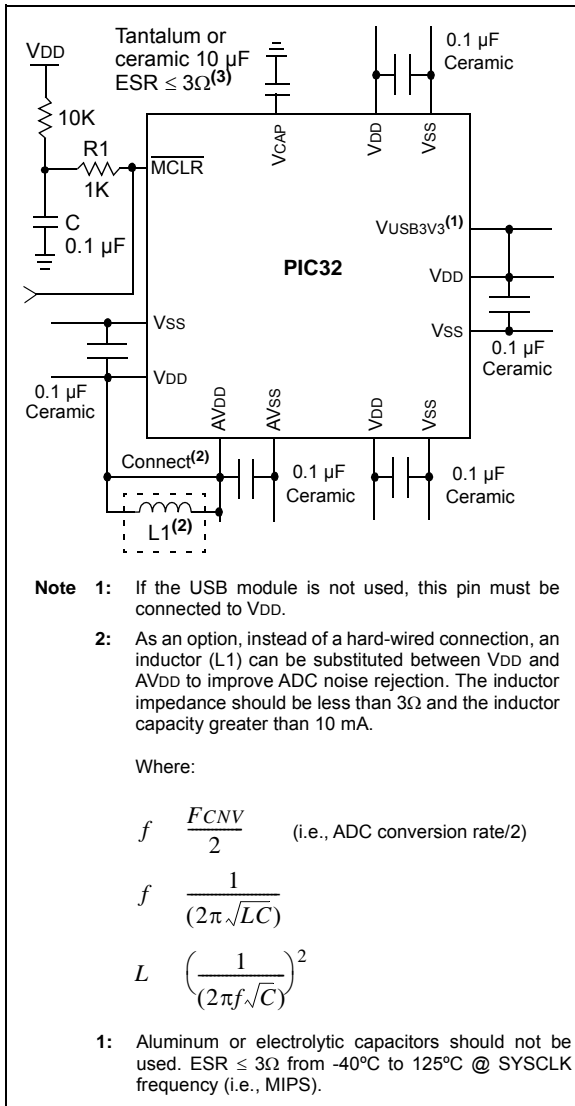 VDD
Tantalum or
ceramic 10 µF
ESR ≤ 3Ω(3)
0.1 µF
Ceramic
10K
R1
1K
C
0.1 µF
MCLR
VCAP
VDD
VSS
VUSB3V3(1)
PIC32
VDD
VSS
0.1 µF
Ceramic
VSS
VDD
0.1 µF
Ceramic
AVDD
AVSS
VDD
VSS
Connect(2)
L1(2)
0.1 µF
Ceramic
0.1 µF
Ceramic
Note 1: If the USB module is not used, this pin must be
connected to VDD.
2: As an option, instead of a hard-wired connection, an
inductor (L1) can be substituted between VDD and
AVDD to improve ADC noise rejection. The inductor
impedance should be less than 3Ω and the inductor
capacity greater than 10 mA.
Where:
f FCNV/2 (i.e., ADC conversion rate/2)
f 1/(2π√LC)
L (1/(2πf√C))²
1: Aluminum or electrolytic capacitors should not be
used. ESR ≤ 3Ω from -40ºC to 125ºC @ SYSCLK
frequency (i.e., MIPS).